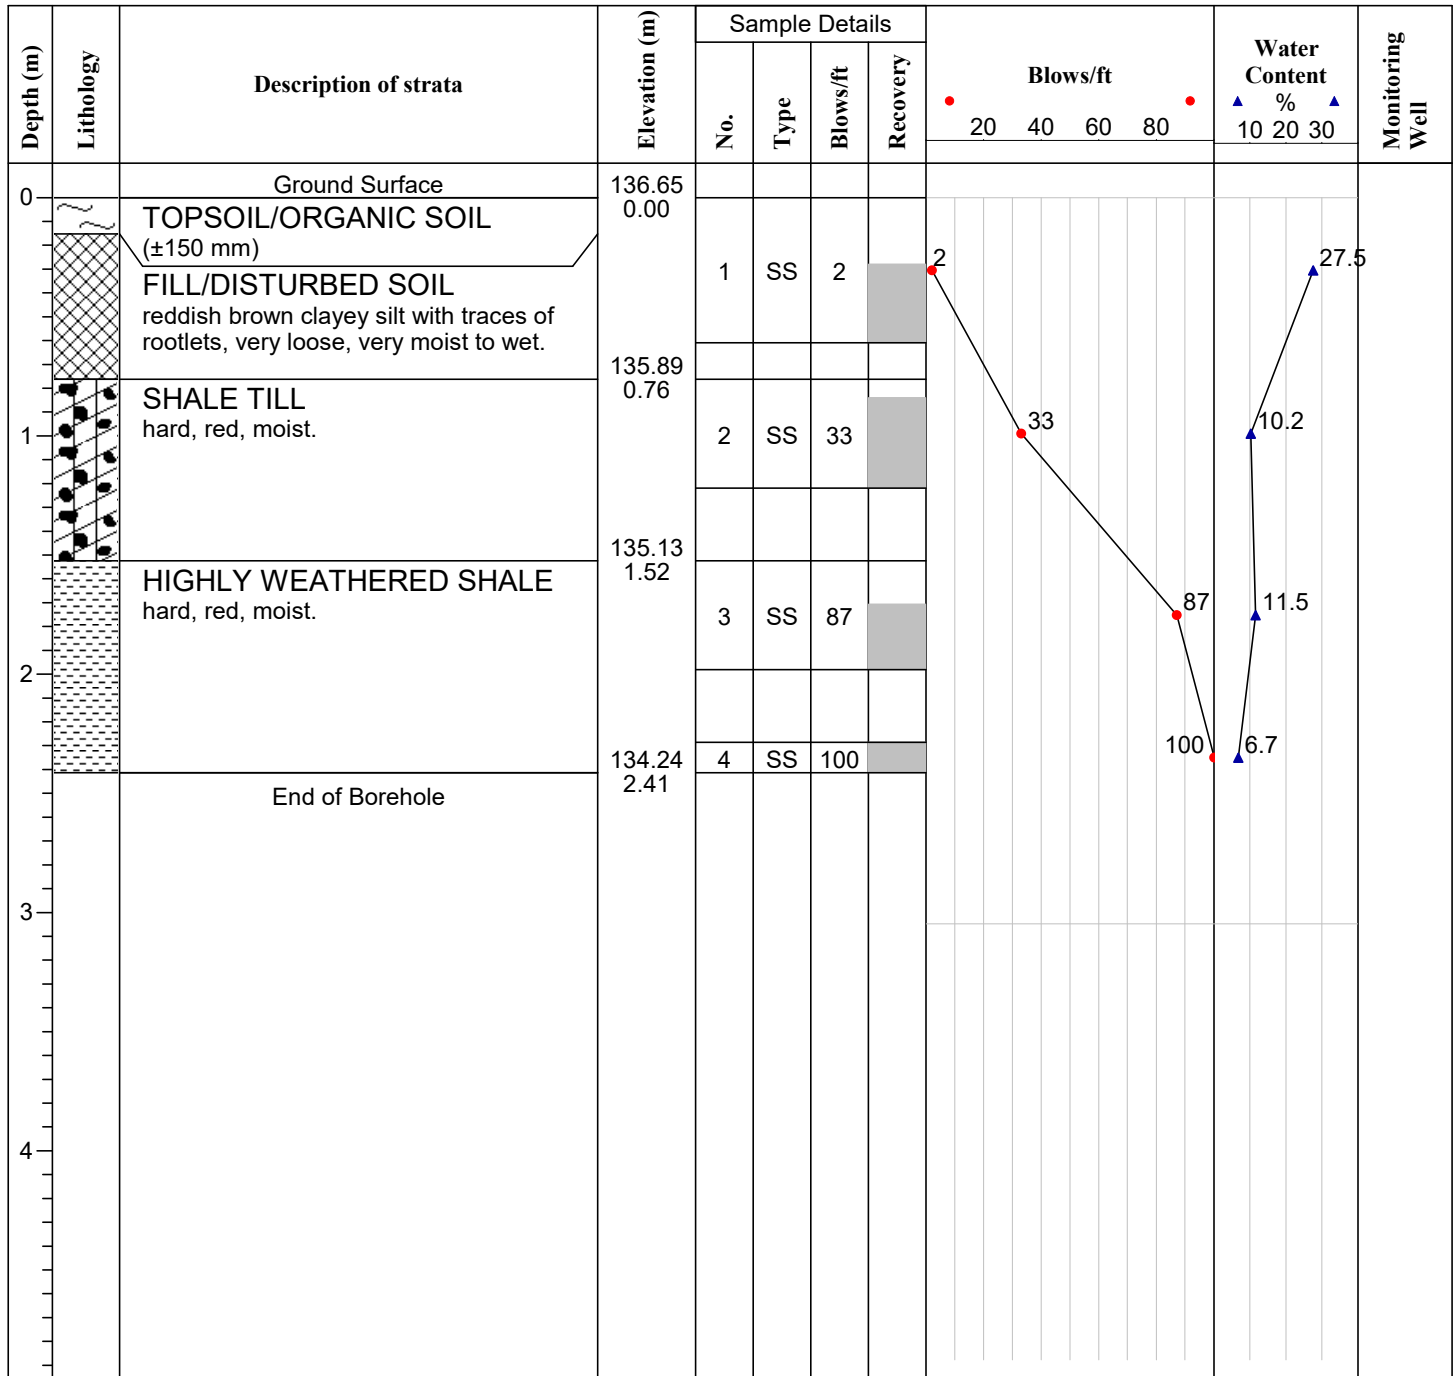 Depth (m)
Lithology
Description of strata
Elevation (m)
Sample Details
No.
Type
Blows/ft
Recovery
Blows/ft
20 40 60 80
Water
Content
%
10 20 30
Monitoring
Well
Ground Surface
136.65
0.00
0
TOPSOIL/ORGANIC SOIL
(±150 mm)
FILL/DISTURBED SOIL
reddish brown clayey silt with traces of
rootlets, very loose, very moist to wet.
1 SS 2
2
27.5
135.89
0.76
SHALE TILL
hard, red, moist.
1
2 SS 33
33
10.2
135.13
1.52
HIGHLY WEATHERED SHALE
hard, red, moist.
3 SS 87
87
11.5
2
134.24
2.41
4 SS 100
100
6.7
End of Borehole
3
4